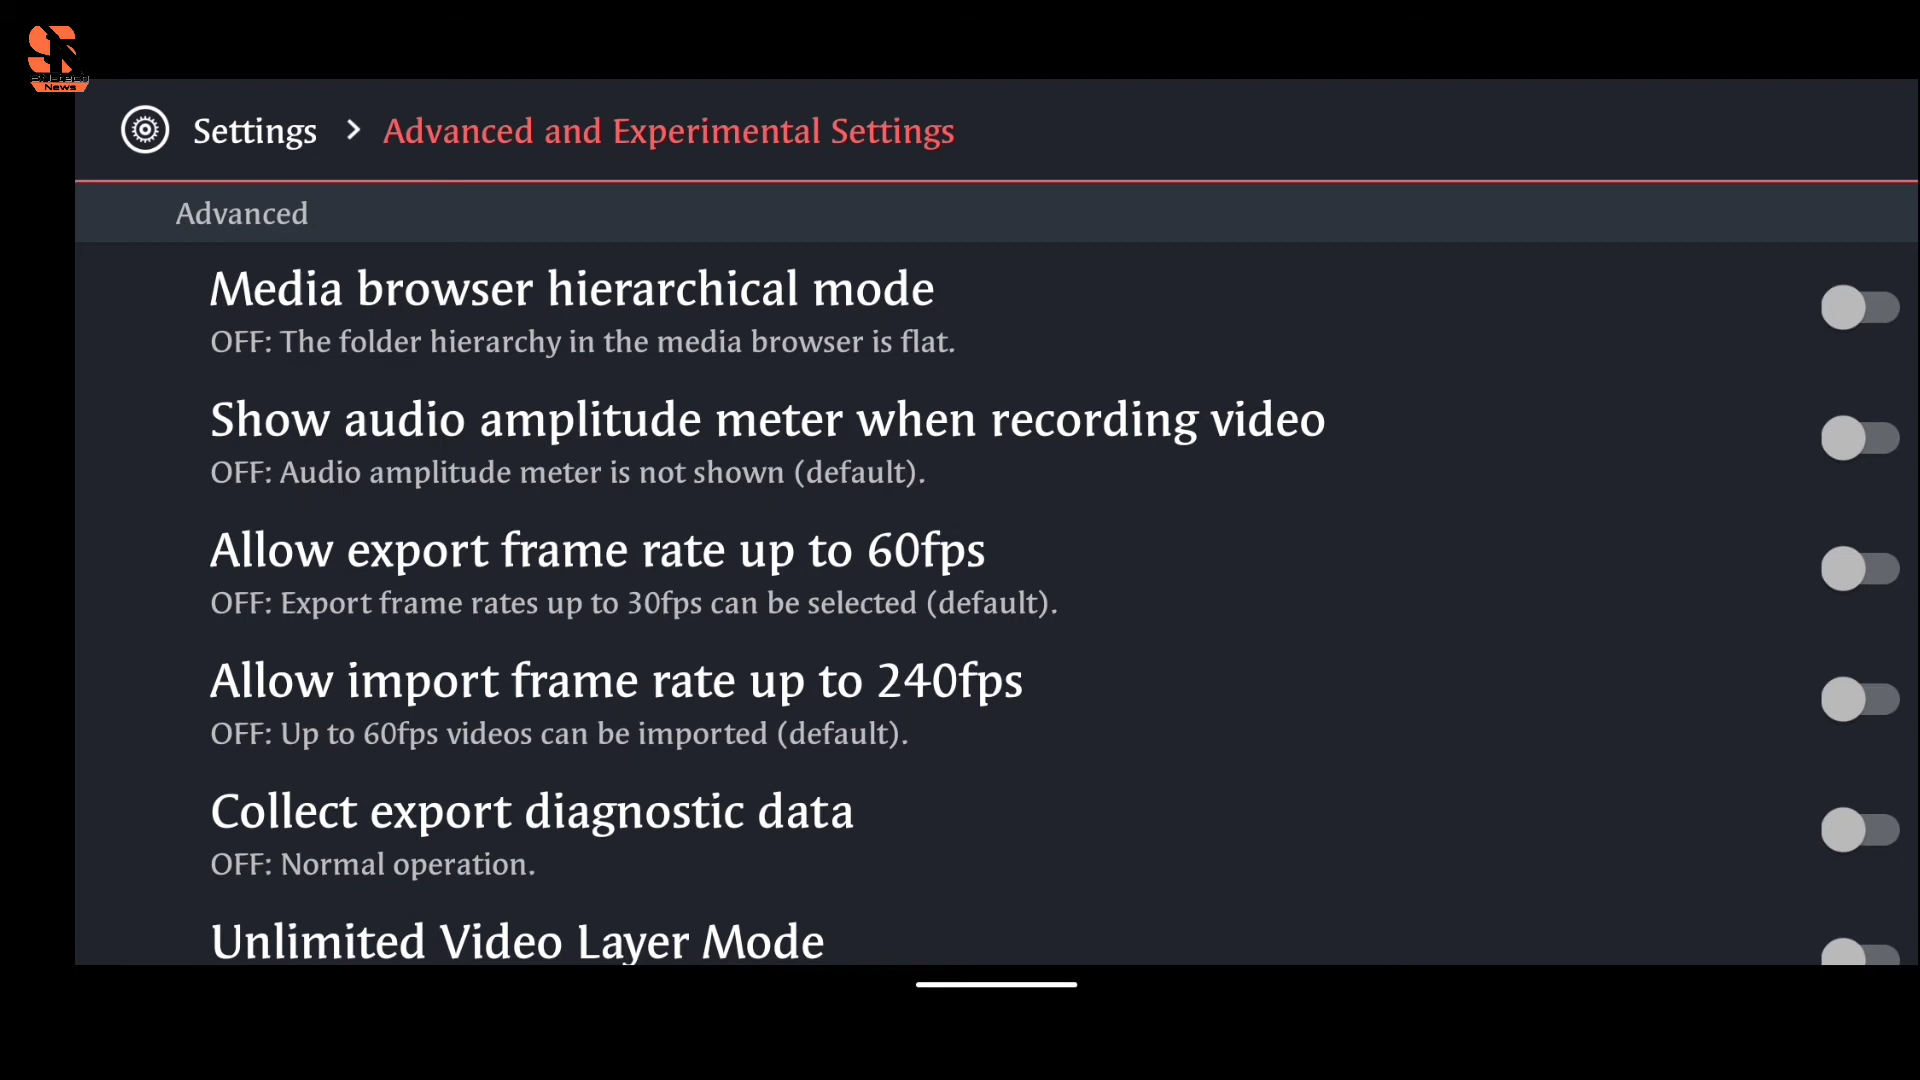 News
Settings > Advanced and Experimental Settings
Advanced
Media browser hierarchical mode
OFF: The folder hierarchy in the media browser is flat.
Show audio amplitude meter when recording video
OFF: Audio amplitude meter is not shown (default).
Allow export frame rate up to 60fps
OFF: Export frame rates up to 30fps can be selected (default).
Allow import frame rate up to 240fps
OFF: Up to 60fps videos can be imported (default).
Collect export diagnostic data
OFF: Normal operation.
Unlimited Video Layer Mode